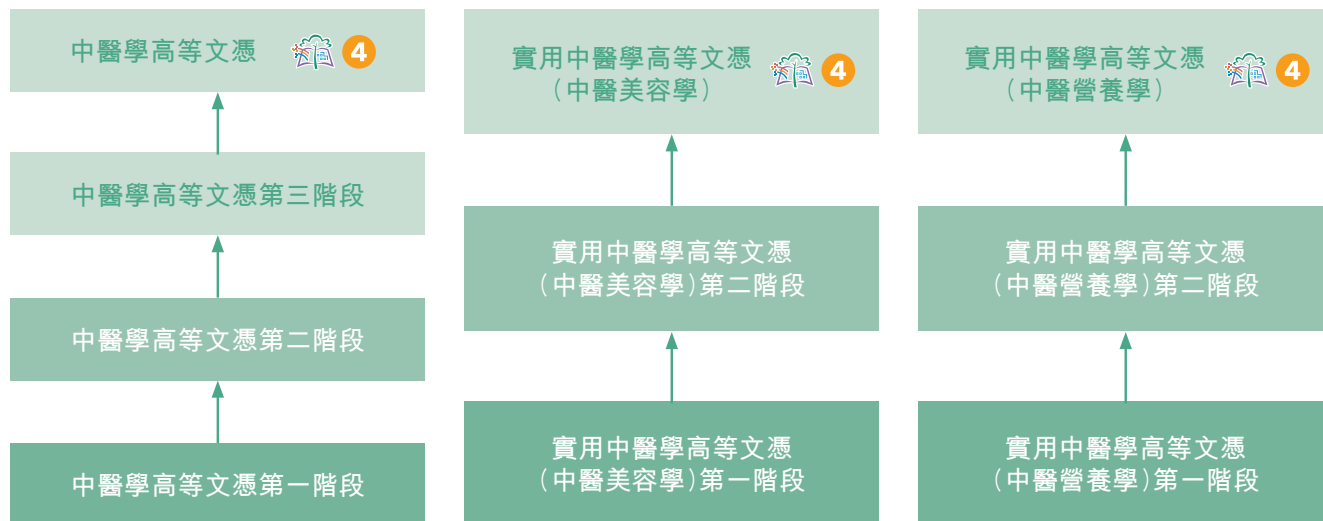 中醫學高等文憑 4
中醫學高等文憑第三階段
中醫學高等文憑第二階段
中醫學高等文憑第一階段
實用中醫學高等文憑
（中醫美容學） 4
實用中醫學高等文憑
（中醫美容學）第二階段
實用中醫學高等文憑
（中醫美容學）第一階段
實用中醫學高等文憑
（中醫營養學） 4
實用中醫學高等文憑
（中醫營養學）第二階段
實用中醫學高等文憑
（中醫營養學）第一階段